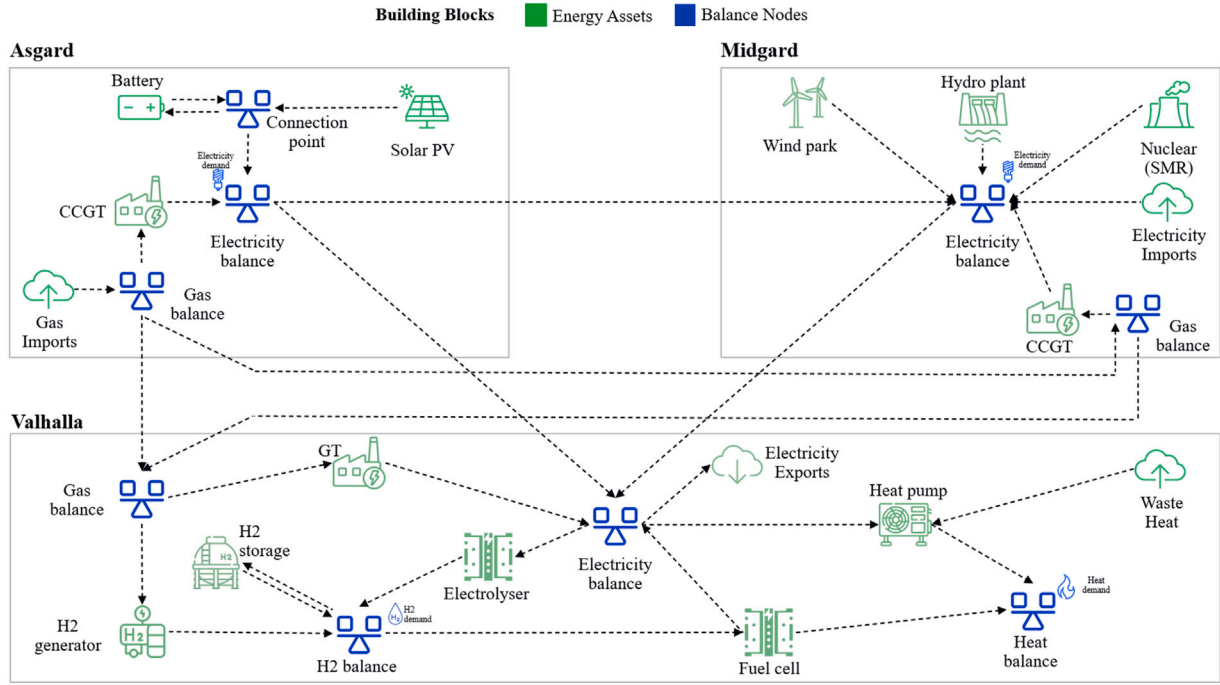 Building Blocks
Energy Assets
Balance Nodes
Asgard
Midgard
Battery
Connection
point
Solar PV
Electricity
demand
CCGT
Electricity
balance
Gas
balance
Gas
Imports
Wind park
Hydro plant
Nuclear
(SMR)
Electricity
demand
Electricity
balance
Electricity
Imports
CCGT
Gas
balance
Valhalla
GT
Gas
balance
H2
storage
H2
H2
H2
generator
H2 balance
H2
H2
demand
Electrolyser
Electricity
balance
Electricity
Exports
Heat pump
Waste
Heat
Fuel cell
Heat
demand
Heat
balance